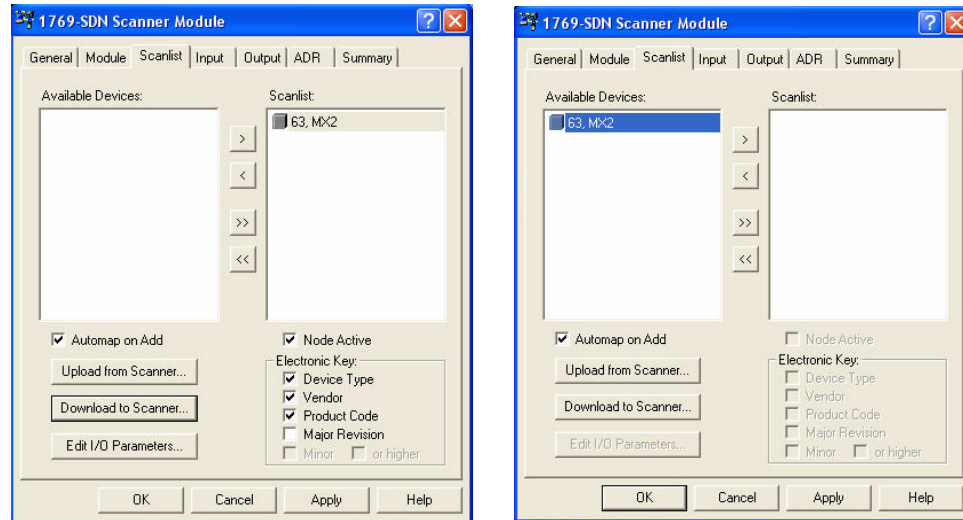 1769-SDN Scanner Module
General Module Scanlist Input Output ADR Summary
Available Devices:
Scanlist:
63, MX2
>
<
>>
<<
Automap on Add
Node Active
Upload from Scanner...
Download to Scanner...
Edit I/O Parameters...
Electronic Key:
Device Type
Vendor
Product Code
Major Revision
Minor or higher
OK Cancel Apply Help
1769-SDN Scanner Module
General Module Scanlist Input Output ADR Summary
Available Devices:
Scanlist:
63, MX2
>
<
>>
<<
Automap on Add
Node Active
Upload from Scanner...
Download to Scanner...
Edit I/O Parameters...
Electronic Key:
Device Type
Vendor
Product Code
Major Revision
Minor or higher
OK Cancel Apply Help